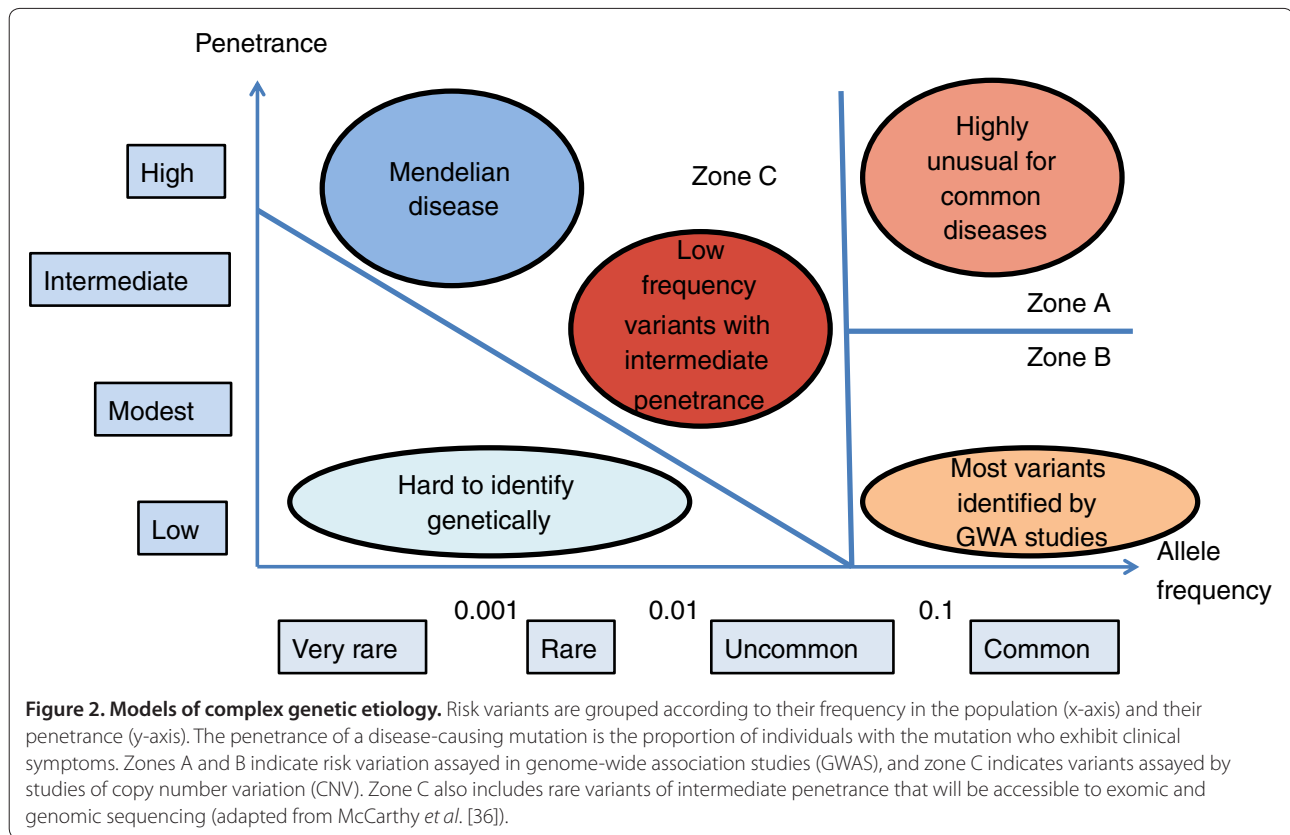 Penetrance
High
Intermediate
Modest
Low
Mendelian
disease
Zone C
Highly
unusual for
common
diseases
Low
frequency
variants with
intermediate
penetrance
Zone A
Zone B
Hard to identify
genetically
Most variants
identified by
GWA studies
Allele
frequency
0.001
0.01
0.1
Very rare
Rare
Uncommon
Common
Figure 2. Models of complex genetic etiology. Risk variants are grouped according to their frequency in the population (x-axis) and their
penetrance (y-axis). The penetrance of a disease-causing mutation is the proportion of individuals with the mutation who exhibit clinical
symptoms. Zones A and B indicate risk variation assayed in genome-wide association studies (GWAS), and zone C indicates variants assayed by
studies of copy number variation (CNV). Zone C also includes rare variants of intermediate penetrance that will be accessible to exomic and
genomic sequencing (adapted from McCarthy et al. [36]).